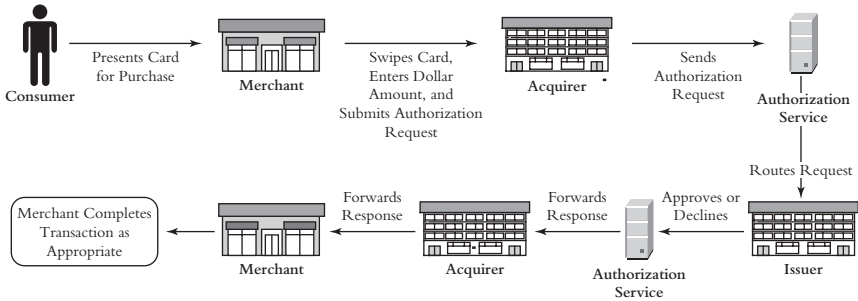 Presents Card
for Purchase
Consumer
Merchant
Swipes Card,
Enters Dollar
Amount, and
Submits Authorization
Request
Acquirer
Sends
Authorization
Request
Authorization
Service
Routes Request
Issuer
Approves or
Declines
Authorization
Service
Forwards
Response
Acquirer
Forwards
Response
Merchant
Merchant Completes
Transaction as
Appropriate